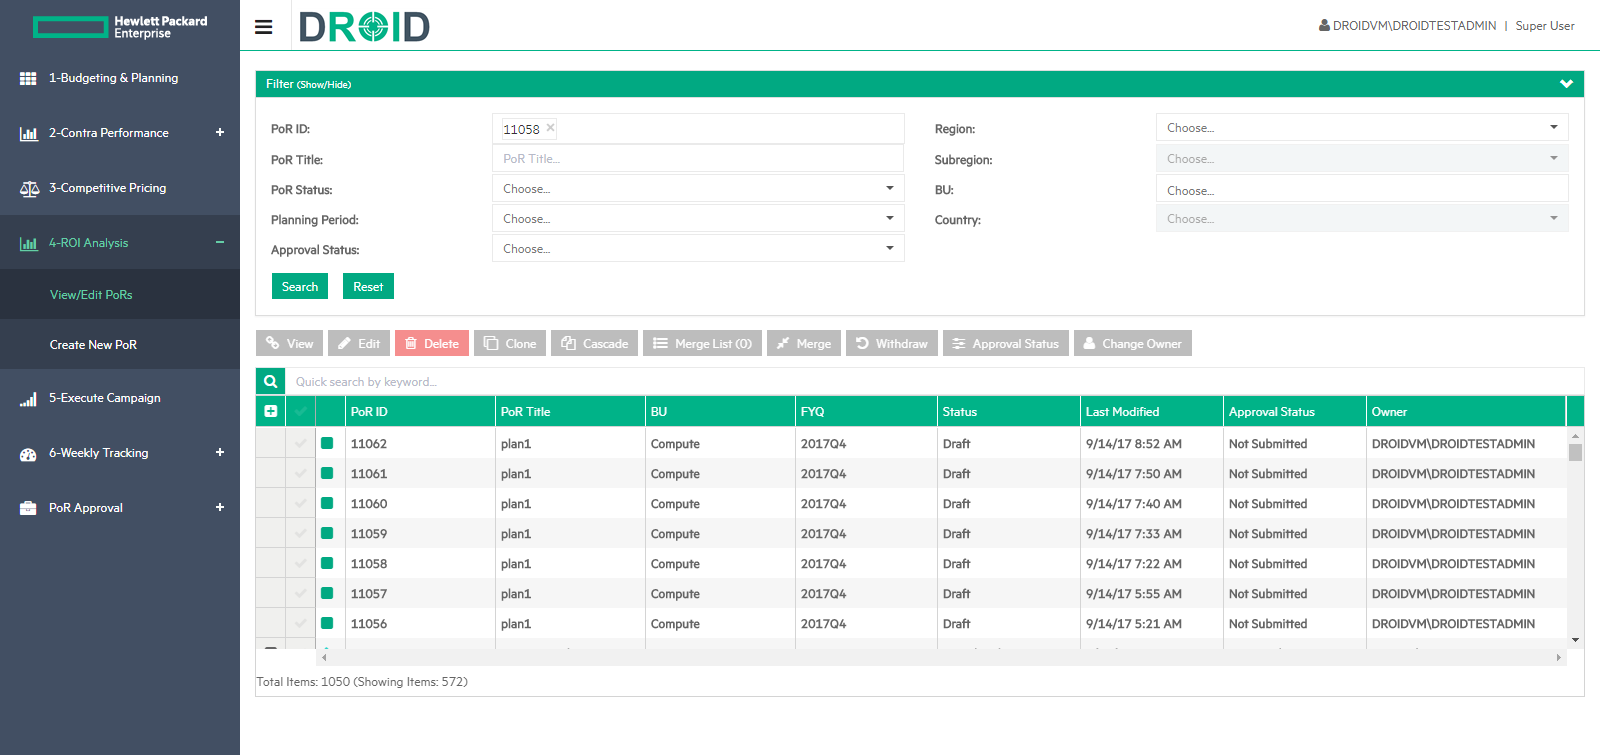 Hewlett Packard
Enterprise
DROID
DROIDVM\DROIDTESTADMIN | Super User
1-Budgeting & Planning
2-Contra Performance
3-Competitive Pricing
4-ROI Analysis
View/Edit PoRs
Create New PoR
5-Execute Campaign
6-Weekly Tracking
PoR Approval
Filter (Show/Hide)
PoR ID: 11058 Region: Choose...
PoR Title: PoR Title... Subregion: Choose...
PoR Status: Choose... BU: Choose...
Planning Period: Choose... Country: Choose...
Approval Status: Choose...
Search Reset
View Edit Delete Clone Cascade Merge List (0) Merge Withdraw Approval Status Change Owner
Quick search by keyword...
PoR ID PoR Title BU FYQ Status Last Modified Approval Status Owner
11062 plan1 Compute 2017Q4 Draft 9/14/17 8:52 AM Not Submitted DROIDVM\DROIDTESTADMIN
11061 plan1 Compute 2017Q4 Draft 9/14/17 7:50 AM Not Submitted DROIDVM\DROIDTESTADMIN
11060 plan1 Compute 2017Q4 Draft 9/14/17 7:40 AM Not Submitted DROIDVM\DROIDTESTADMIN
11059 plan1 Compute 2017Q4 Draft 9/14/17 7:33 AM Not Submitted DROIDVM\DROIDTESTADMIN
11058 plan1 Compute 2017Q4 Draft 9/14/17 7:22 AM Not Submitted DROIDVM\DROIDTESTADMIN
11057 plan1 Compute 2017Q4 Draft 9/14/17 5:55 AM Not Submitted DROIDVM\DROIDTESTADMIN
11056 plan1 Compute 2017Q4 Draft 9/14/17 5:21 AM Not Submitted DROIDVM\DROIDTESTADMIN
Total Items: 1050 (Showing Items: 572)